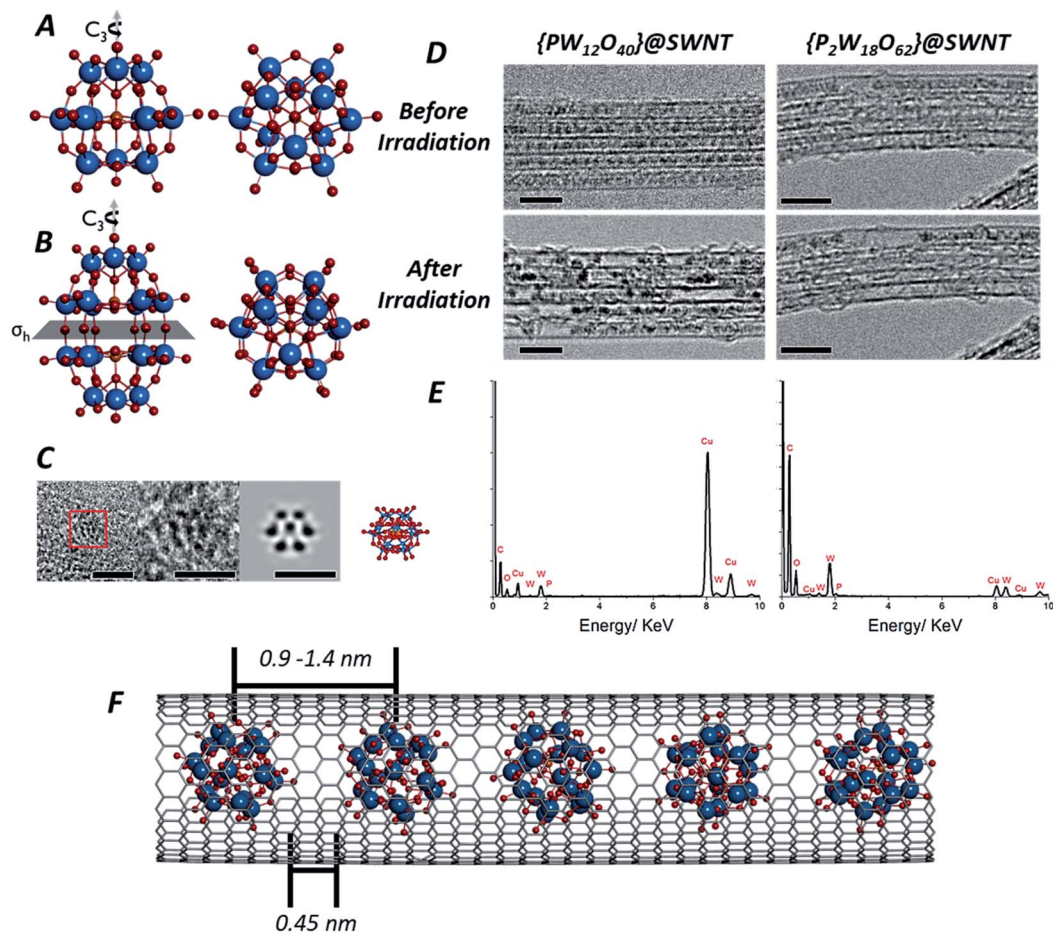 A
C₃
B
C₃
σₕ
C
D
{PW₁₂O₄₀}@SWNT
{P₂W₁₈O₆₂}@SWNT
Before
Irradiation
After
Irradiation
E
C
O
Cu
W
W
P
Cu
W
Cu
W
0
2
4
6
8
10
Energy/ KeV
C
O
Cu
W
W
P
Cu
W
Cu
W
0
2
4
6
8
10
Energy/ KeV
F
0.9 -1.4 nm
0.45 nm